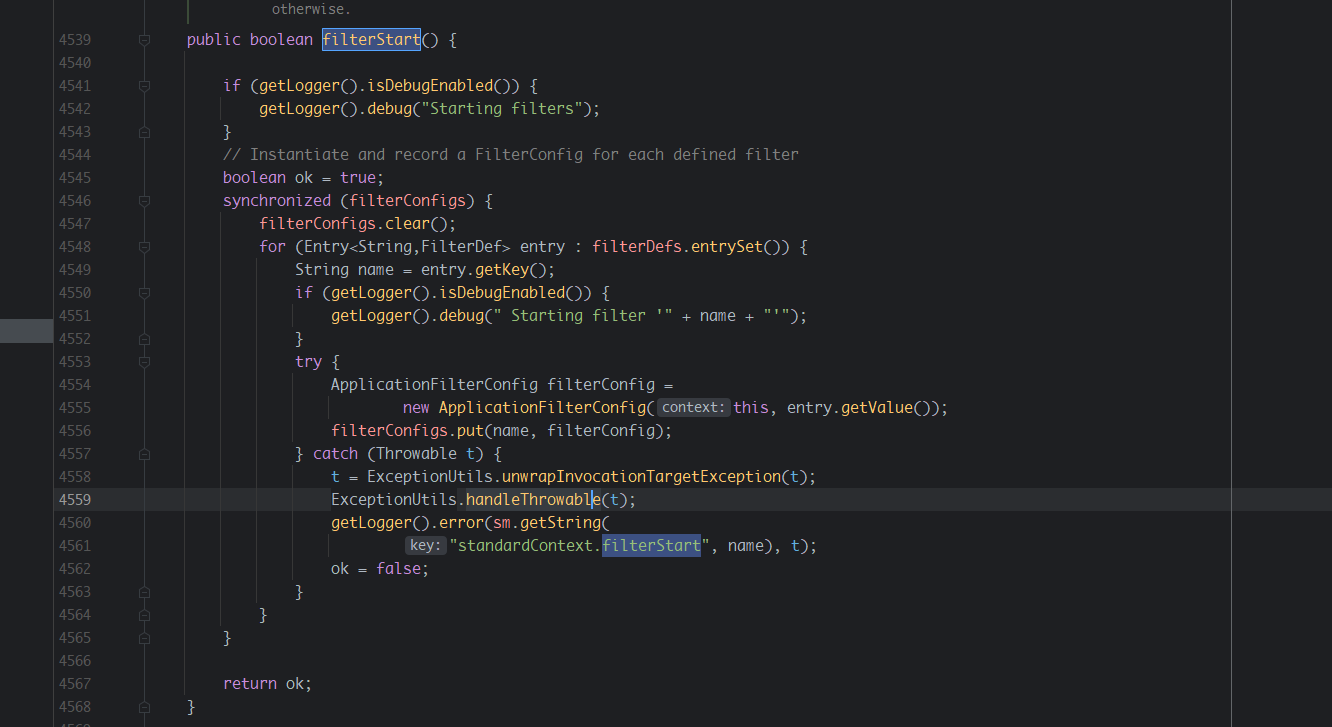 otherwise.
4539 public boolean filterStart() {
4540
4541 if (getLogger().isDebugEnabled()) {
4542 getLogger().debug("Starting filters");
4543 }
4544 // Instantiate and record a FilterConfig for each defined filter
4545 boolean ok = true;
4546 synchronized (filterConfigs) {
4547 filterConfigs.clear();
4548 for (Entry<String,FilterDef> entry : filterDefs.entrySet()) {
4549 String name = entry.getKey();
4550 if (getLogger().isDebugEnabled()) {
4551 getLogger().debug(" Starting filter '" + name + "'");
4552 }
4553 try {
4554 ApplicationFilterConfig filterConfig =
4555 new ApplicationFilterConfig( context: this, entry.getValue());
4556 filterConfigs.put(name, filterConfig);
4557 } catch (Throwable t) {
4558 t = ExceptionUtils.unwrapInvocationTargetException(t);
4559 ExceptionUtils.handleThrowable(t);
4560 getLogger().error(sm.getString(
4561 key: "standardContext.filterStart", name), t);
4562 ok = false;
4563 }
4564 }
4565 }
4566
4567 return ok;
4568 }